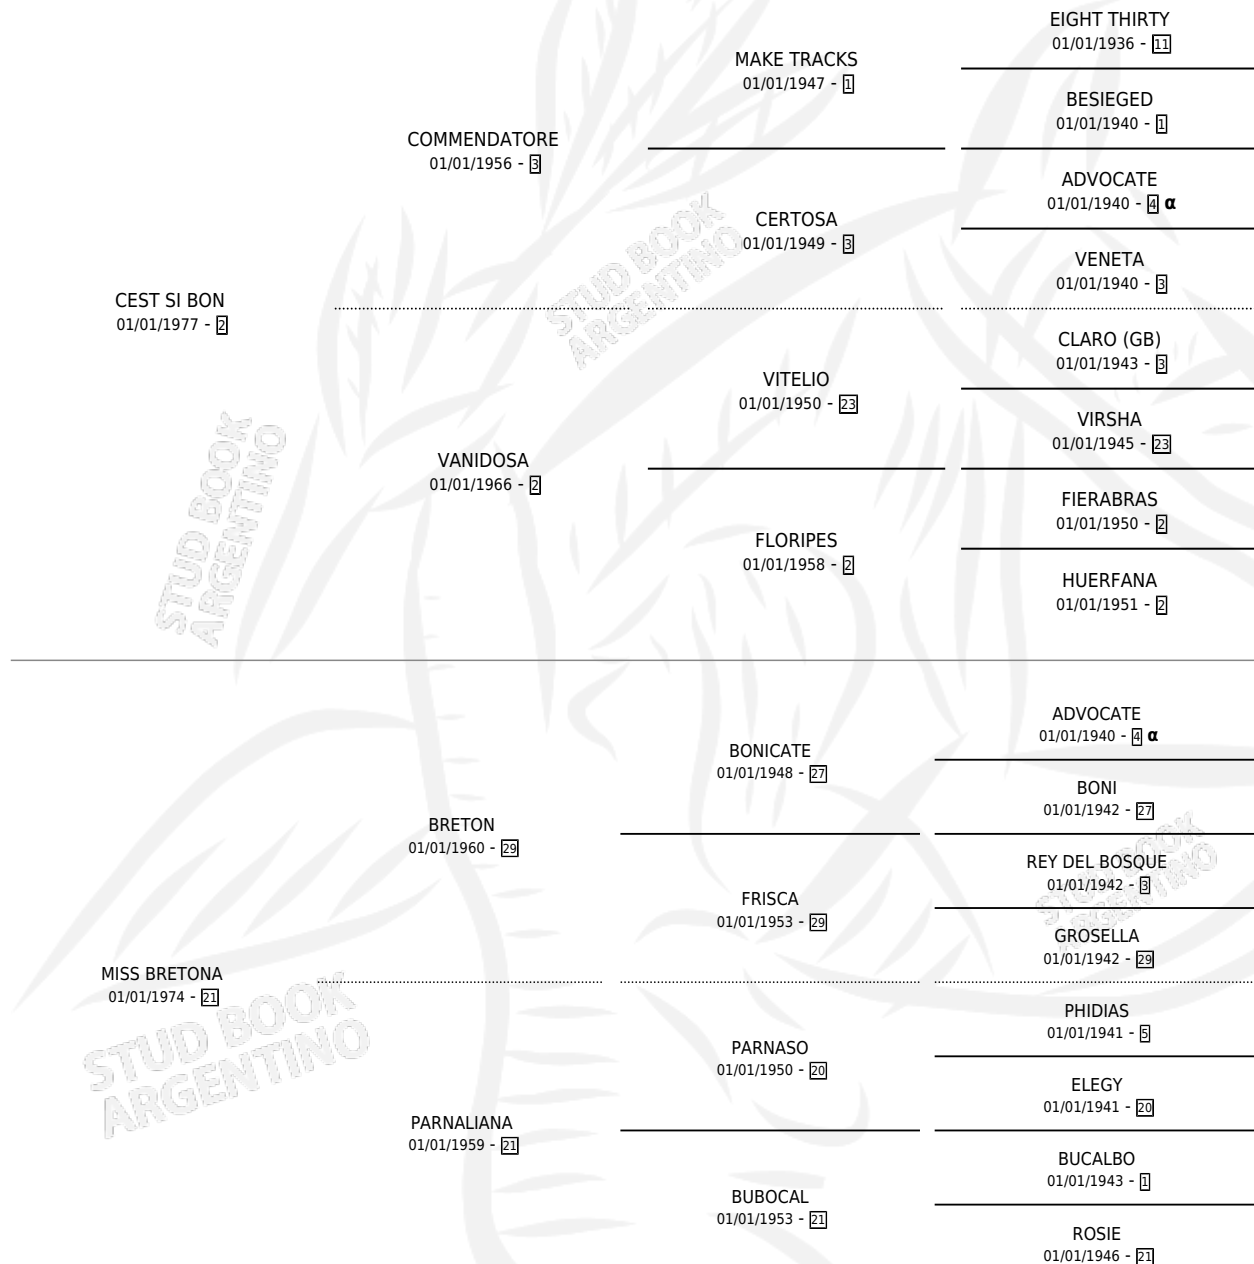 EIGHT THIRTY
01/01/1936 - 11
MAKE TRACKS
01/01/1947 - 1
BESIEGED
01/01/1940 - 1
COMMENDATORE
01/01/1956 - 3
ADVOCATE
01/01/1940 - 4 α
CERTOSA
01/01/1949 - 3
VENETA
01/01/1940 - 3
CEST SI BON
01/01/1977 - 2
CLARO (GB)
01/01/1943 - 3
VITELIO
01/01/1950 - 23
VIRSHA
01/01/1945 - 23
VANIDOSA
01/01/1966 - 2
FIERABRAS
01/01/1950 - 2
FLORIPES
01/01/1958 - 2
HUERFANA
01/01/1951 - 2
ADVOCATE
01/01/1940 - 4 α
BONICATE
01/01/1948 - 27
BONI
01/01/1942 - 27
BRETON
01/01/1960 - 29
REY DEL BOSQUE
01/01/1942 - 3
FRISCA
01/01/1953 - 29
GROSELLA
01/01/1942 - 29
MISS BRETONA
01/01/1974 - 21
PHIDIAS
01/01/1941 - 5
PARNASO
01/01/1950 - 20
ELEGY
01/01/1941 - 20
PARNALIANA
01/01/1959 - 21
BUCALBO
01/01/1943 - 1
BUBOCAL
01/01/1953 - 21
ROSIE
01/01/1946 - 21
STUD BOOK
ARGENTINO
STUD BOOK
ARGENTINO
STUD BOOK
ARGENTINO
STUD BOOK
ARGENTINO